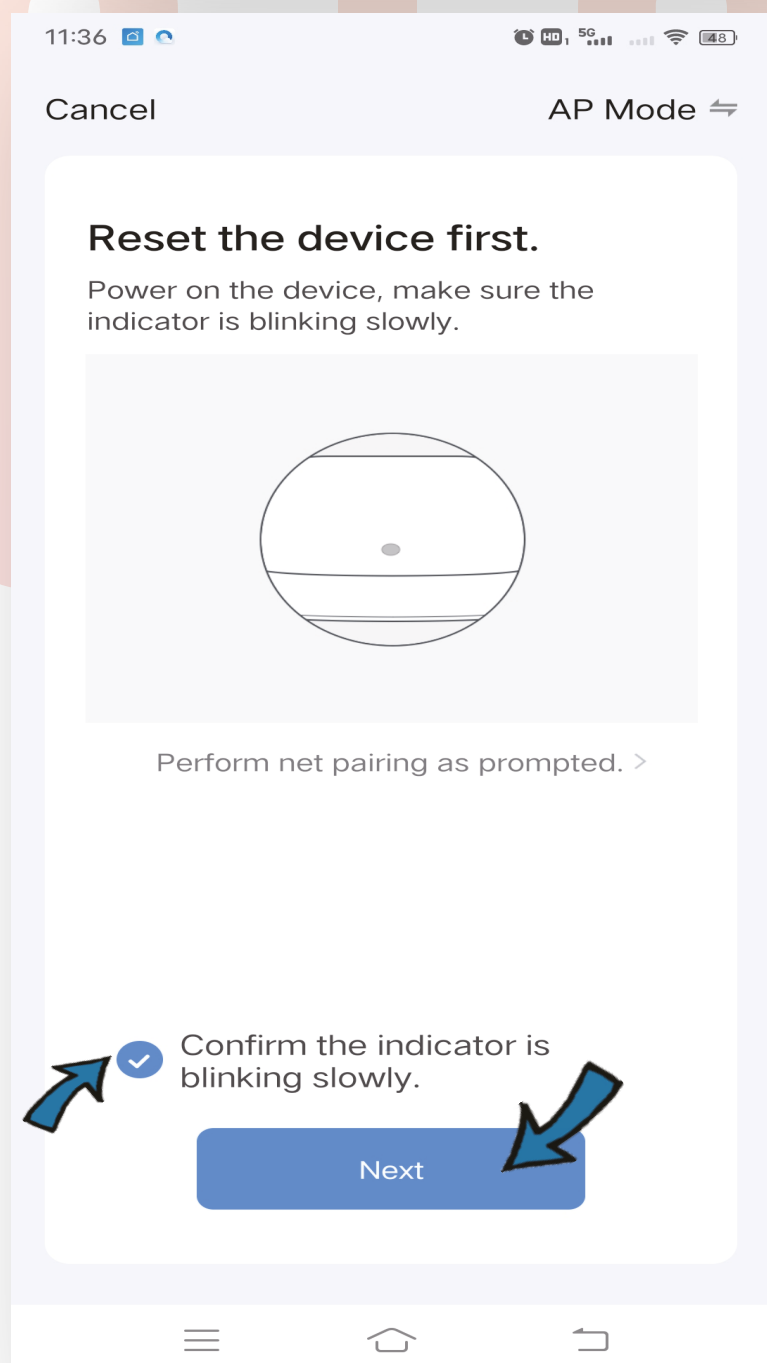 11:36 HD 1 5G 48
Cancel AP Mode
Reset the device first.
Power on the device, make sure the
indicator is blinking slowly.
Perform net pairing as prompted. >
Confirm the indicator is
blinking slowly.
Next